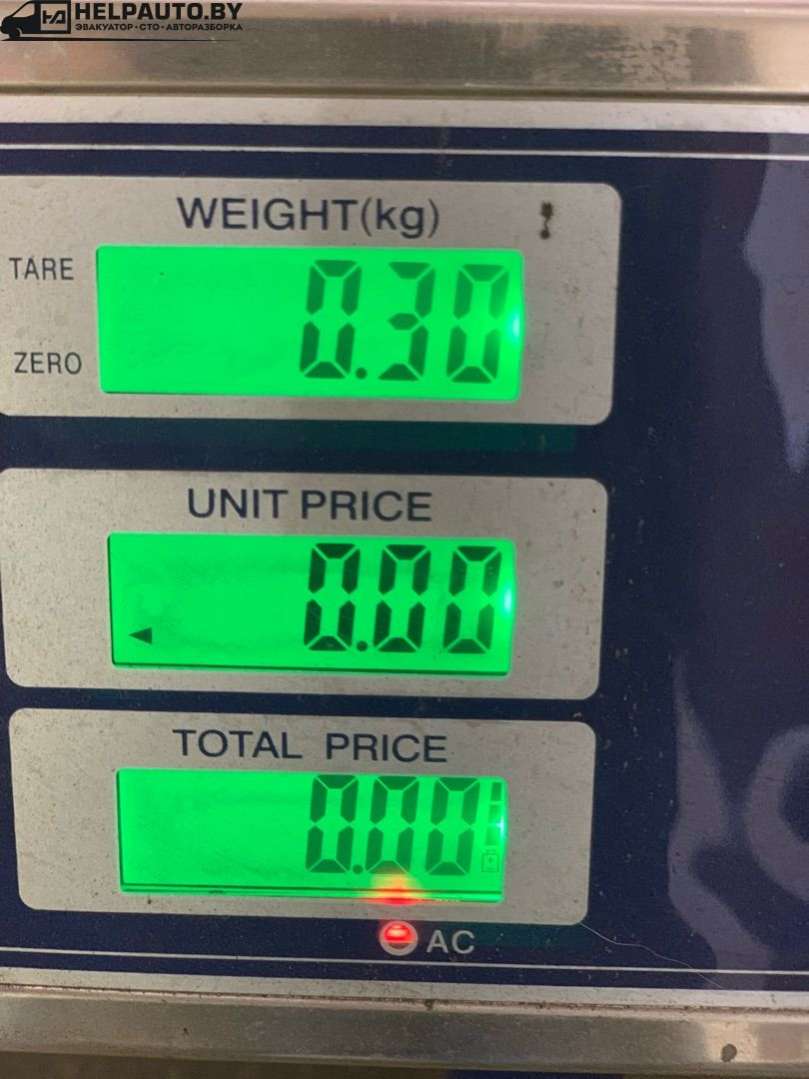 HELPAUTO.BY
ЭВАКУАТОР•СТО•АВТОРАЗБОРКА
WEIGHT(kg)
TARE
0.30
ZERO
UNIT PRICE
0.00
TOTAL PRICE
0.00
AC